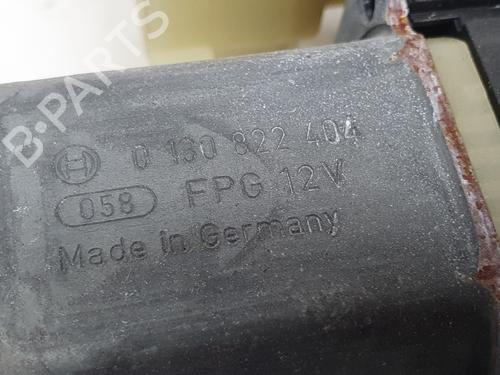 0 130 822 404
058 FPG 12V
Made in Germany
B-PARTS